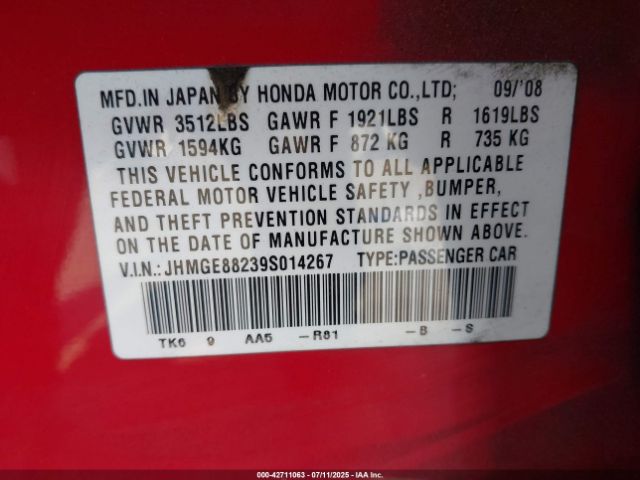 MFD.IN JAPAN BY HONDA MOTOR CO.,LTD; 09/'08
GVWR 3512LBS GAWR F 1921LBS R 1619LBS
GVWR 1594KG GAWR F 872 KG R 735 KG
THIS VEHICLE CONFORMS TO ALL APPLICABLE
FEDERAL MOTOR VEHICLE SAFETY ,BUMPER,
AND THEFT PREVENTION STANDARDS IN EFFECT
ON THE DATE OF MANUFACTURE SHOWN ABOVE.
V.I.N.:JHMGE88239S014267 TYPE:PASSENGER CAR
TK6 9 AA5 –R81 –B –S
000-42711063 - 07/11/2025 - IAA Inc.